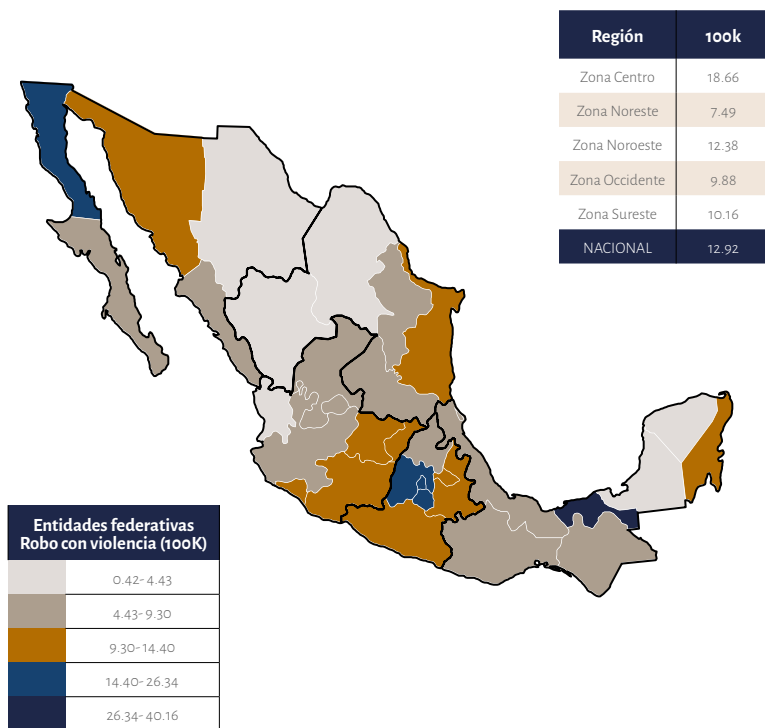 Región 100k
Zona Centro 18.66
Zona Noreste 7.49
Zona Noroeste 12.38
Zona Occidente 9.88
Zona Sureste 10.16
NACIONAL 12.92
Entidades federativas
Robo con violencia (100K)
0.42-4.43
4.43-9.30
9.30-14.40
14.40-26.34
26.34-40.16